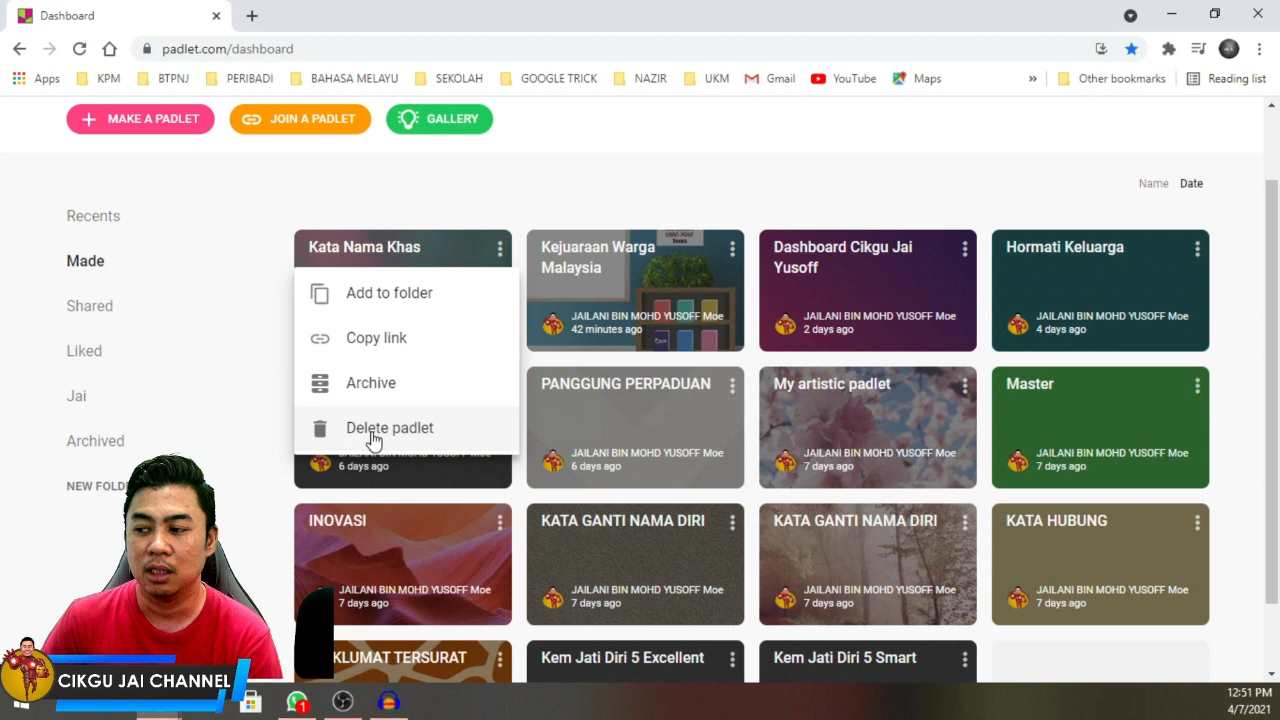 Dashboard
padlet.com/dashboard
Apps KPM BTPNJ PERIBADI BAHASA MELAYU SEKOLAH GOOGLE TRICK NAZIR UKM Gmail YouTube Maps » Other bookmarks Reading list
MAKE A PADLET JOIN A PADLET GALLERY
Name Date
Recents
Made
Shared
Liked
Jai
Archived
NEW FOLD
Kata Nama Khas
Add to folder
Copy link
Archive
Delete padlet
6 days ago
Kejuaraan Warga
Malaysia
JAILANI BIN MOHD YUSOFF Moe
42 minutes ago
Dashboard Cikgu Jai
Yusoff
JAILANI BIN MOHD YUSOFF Moe
2 days ago
Hormati Keluarga
JAILANI BIN MOHD YUSOFF Moe
4 days ago
PANGGUNG PERPADUAN
JAILANI BIN MOHD YUSOFF Moe
6 days ago
My artistic padlet
JAILANI BIN MOHD YUSOFF Moe
7 days ago
Master
JAILANI BIN MOHD YUSOFF Moe
7 days ago
INOVASI
JAILANI BIN MOHD YUSOFF Moe
7 days ago
KATA GANTI NAMA DIRI
JAILANI BIN MOHD YUSOFF Moe
7 days ago
KATA GANTI NAMA DIRI
JAILANI BIN MOHD YUSOFF Moe
7 days ago
KATA HUBUNG
JAILANI BIN MOHD YUSOFF Moe
7 days ago
KLUMAT TERSURAT
Kem Jati Diri 5 Excellent
Kem Jati Diri 5 Smart
CIKGU JAI CHANNEL
1
12:51 PM
4/7/2021